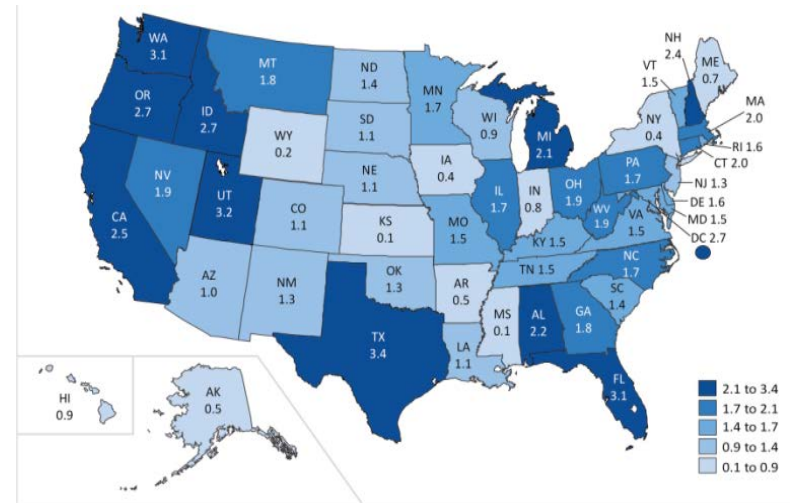 WA
3.1
OR
2.7
CA
2.5
ID
2.7
NV
1.9
UT
3.2
AZ
1.0
MT
1.8
WY
0.2
CO
1.1
NM
1.3
ND
1.4
SD
1.1
NE
1.1
KS
0.1
OK
1.3
TX
3.4
MN
1.7
IA
0.4
MO
1.5
AR
0.5
LA
1.1
WI
0.9
IL
1.7
MI
2.1
IN
0.8
OH
1.9
KY 1.5
TN 1.5
MS
0.1
AL
2.2
GA
1.8
FL
3.1
SC
1.4
NC
1.7
VA
1.5
WV
1.9
PA
1.7
NY
0.4
VT
1.5
NH
2.4
ME
0.7
MA
2.0
RI 1.6
CT 2.0
NJ 1.3
DE 1.6
MD 1.5
DC 2.7
HI
0.9
AK
0.5
2.1 to 3.4
1.7 to 2.1
1.4 to 1.7
0.9 to 1.4
0.1 to 0.9